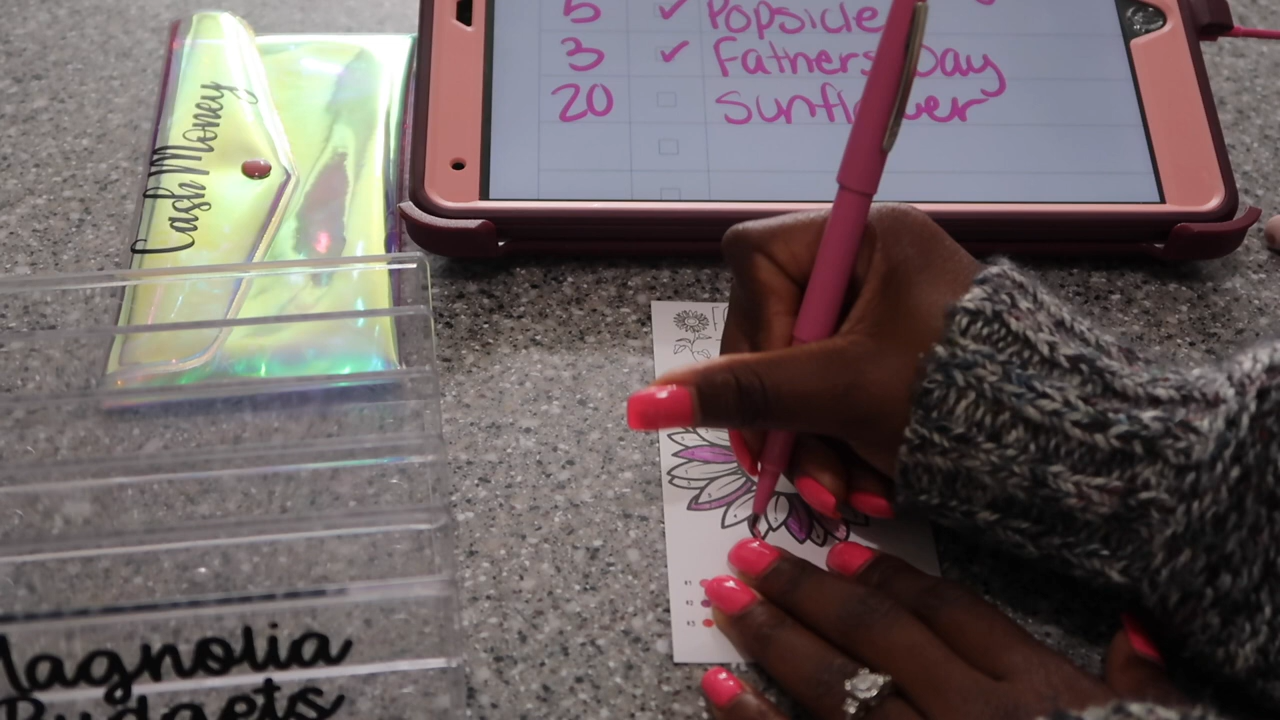 5 ✓ Popsicle
3 ✓ Fathers Day
20 Sunflower
Cash Money
Magnolia
Budgets